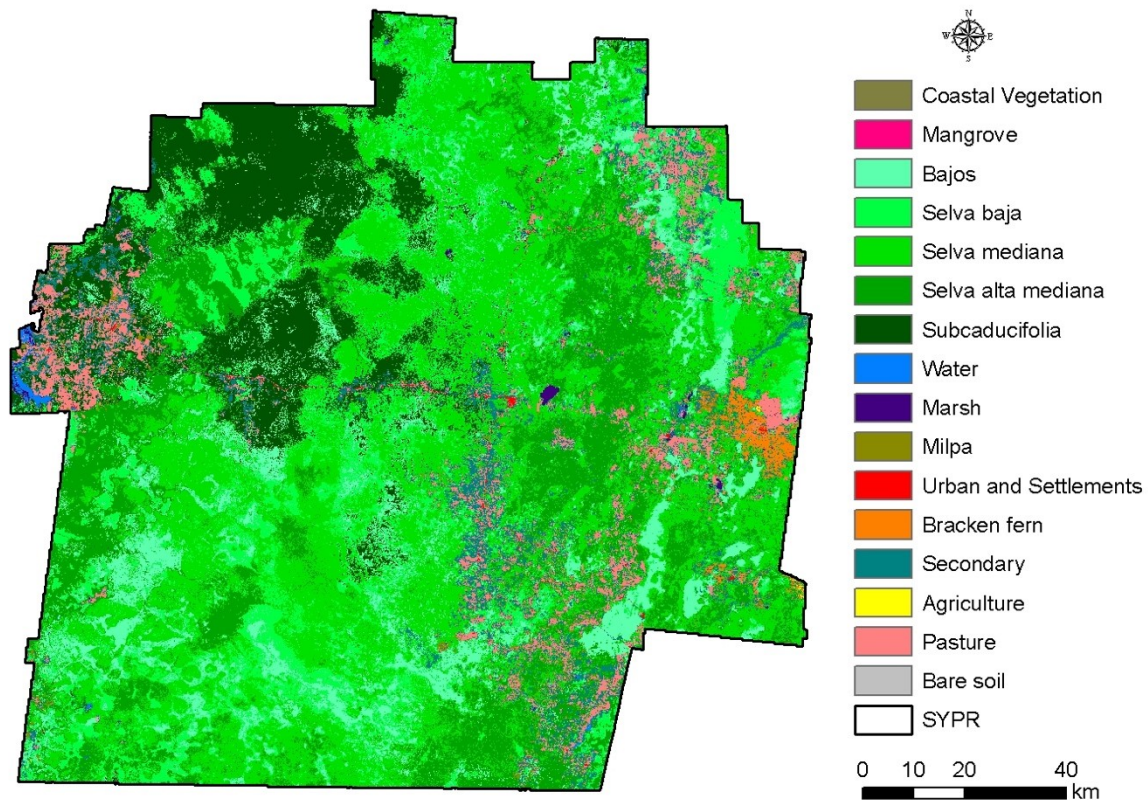 N
W E
S
Coastal Vegetation
Mangrove
Bajos
Selva baja
Selva mediana
Selva alta mediana
Subcaducifolia
Water
Marsh
Milpa
Urban and Settlements
Bracken fern
Secondary
Agriculture
Pasture
Bare soil
SYPR
0 10 20 40
km